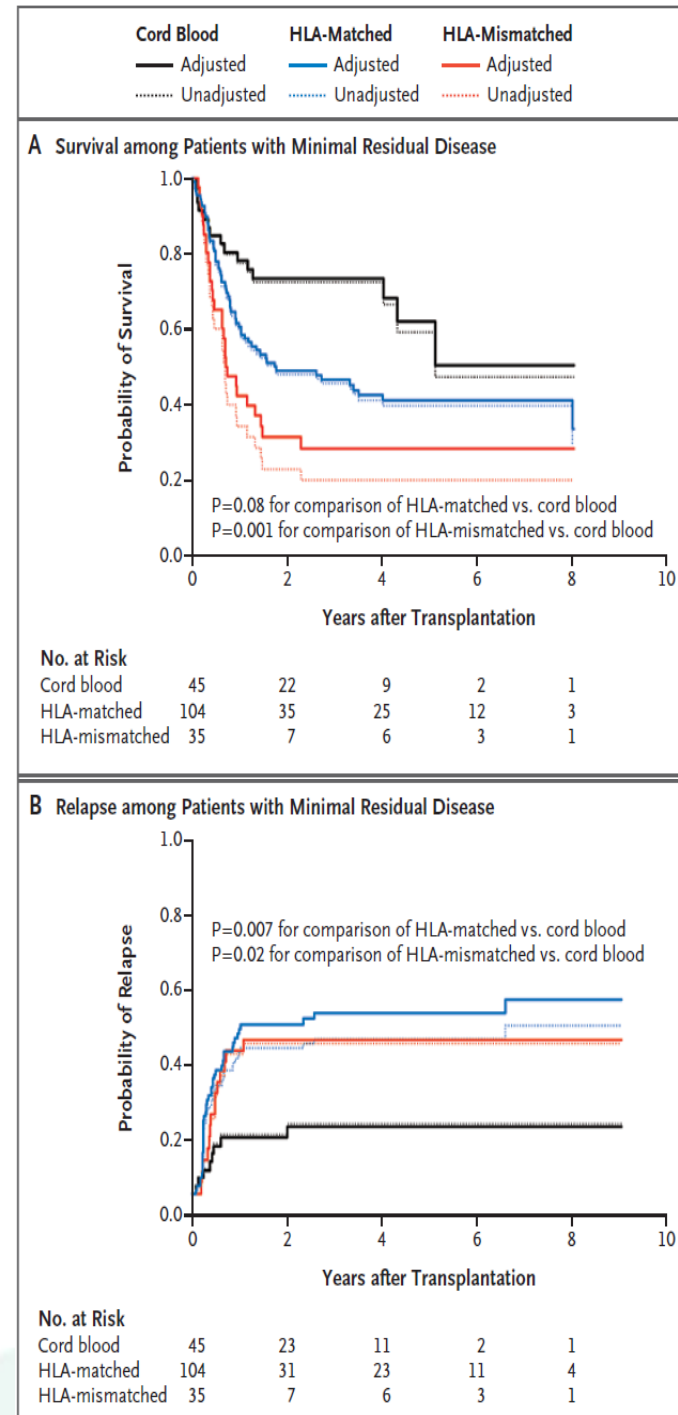 Cord Blood HLA-Matched HLA-Mismatched
Adjusted Adjusted Adjusted
Unadjusted Unadjusted Unadjusted
A Survival among Patients with Minimal Residual Disease
1.0
0.8
0.6
0.4
0.2
0.0
Probability of Survival
P=0.08 for comparison of HLA-matched vs. cord blood
P=0.001 for comparison of HLA-mismatched vs. cord blood
0 2 4 6 8 10
Years after Transplantation
No. at Risk
Cord blood 45 22 9 2 1
HLA-matched 104 35 25 12 3
HLA-mismatched 35 7 6 3 1
B Relapse among Patients with Minimal Residual Disease
1.0
0.8
0.6
0.4
0.2
0.0
Probability of Relapse
P=0.007 for comparison of HLA-matched vs. cord blood
P=0.02 for comparison of HLA-mismatched vs. cord blood
0 2 4 6 8 10
Years after Transplantation
No. at Risk
Cord blood 45 23 11 2 1
HLA-matched 104 31 23 11 4
HLA-mismatched 35 7 6 3 1